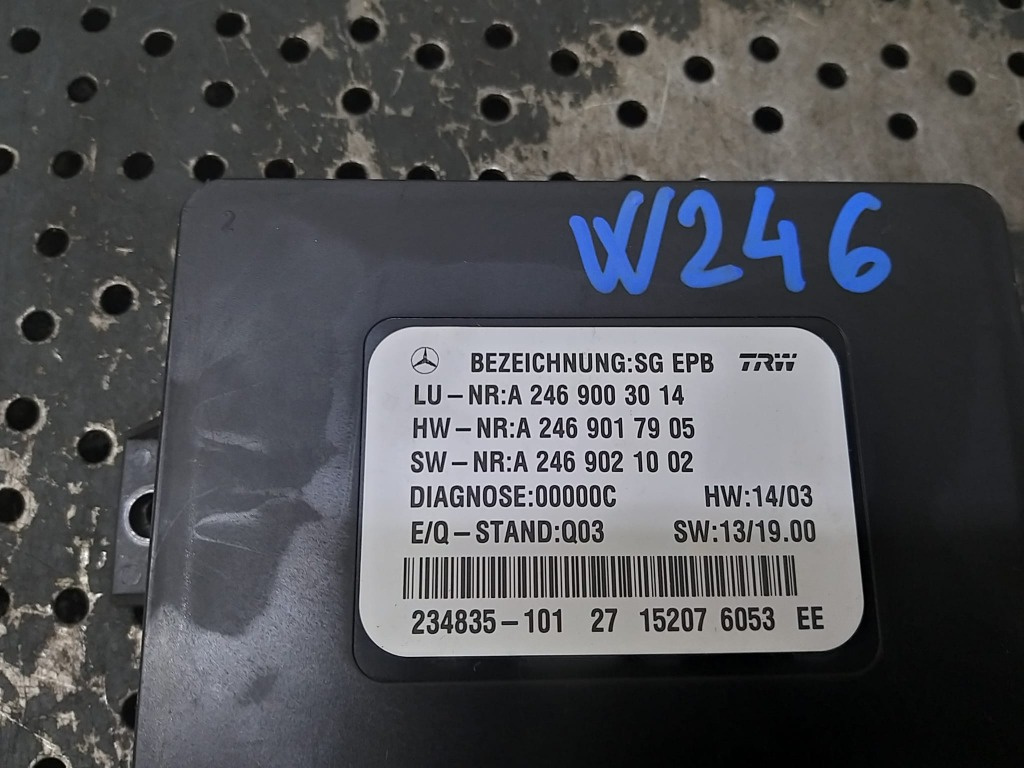 2
W246
BEZEICHNUNG:SG EPB TRW
LU-NR:A 246 900 30 14
HW-NR:A 246 901 79 05
SW-NR:A 246 902 10 02
DIAGNOSE:00000C HW:14/03
E/Q-STAND:Q03 SW:13/19.00
234835-101 27 15207 6053 EE